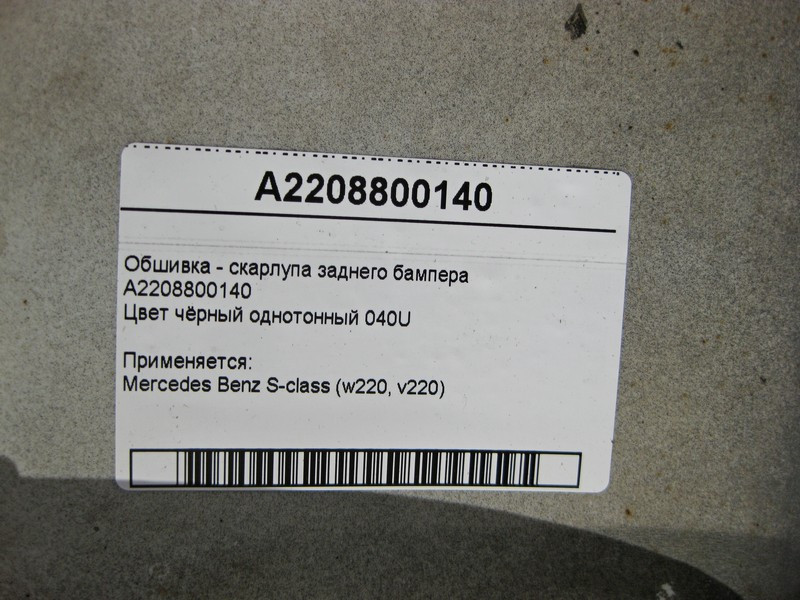 A2208800140
Обшивка - скарлупа заднего бампера
A2208800140
Цвет чёрный однотонный 040U
Применяется:
Mercedes Benz S-class (w220, v220)